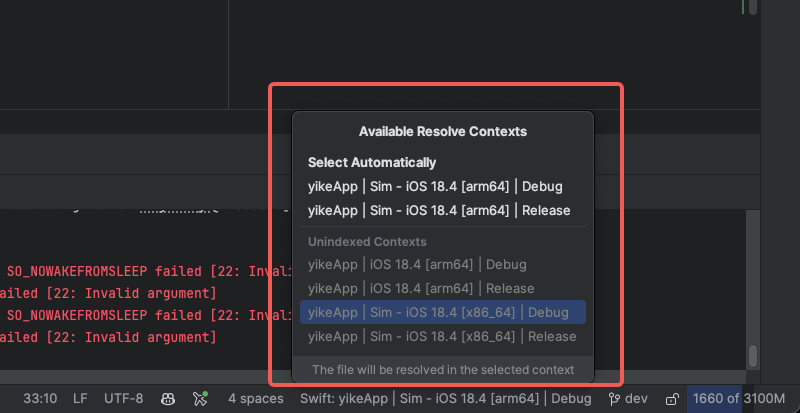 Available Resolve Contexts
Select Automatically
yikeApp | Sim - iOS 18.4 [arm64] | Debug
yikeApp | Sim - iOS 18.4 [arm64] | Release
Unindexed Contexts
yikeApp | iOS 18.4 [arm64] | Debug
yikeApp | iOS 18.4 [arm64] | Release
yikeApp | Sim - iOS 18.4 [x86_64] | Debug
yikeApp | Sim - iOS 18.4 [x86_64] | Release
The file will be resolved in the selected context
SO_NOWAKEFROMSLEEP failed [22: Invali
ailed [22: Invalid argument]
SO_NOWAKEFROMSLEEP failed [22: Invali
ailed [22: Invalid argument]
33:10 LF UTF-8 4 spaces Swift: yikeApp | Sim - iOS 18.4 [arm64] | Debug dev 1660 of 3100M